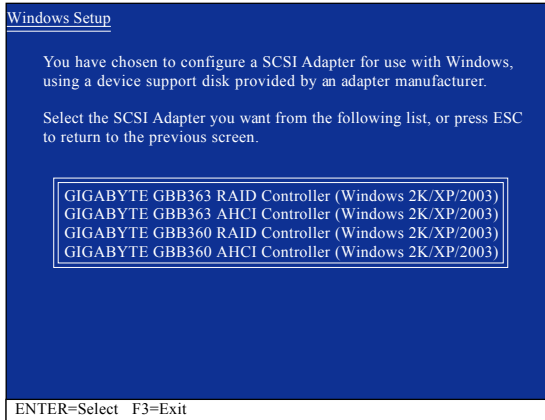 Windows Setup
You have chosen to configure a SCSI Adapter for use with Windows,
using a device support disk provided by an adapter manufacturer.
Select the SCSI Adapter you want from the following list, or press ESC
to return to the previous screen.
GIGABYTE GBB363 RAID Controller (Windows 2K/XP/2003)
GIGABYTE GBB363 AHCI Controller (Windows 2K/XP/2003)
GIGABYTE GBB360 RAID Controller (Windows 2K/XP/2003)
GIGABYTE GBB360 AHCI Controller (Windows 2K/XP/2003)
ENTER=Select F3=Exit